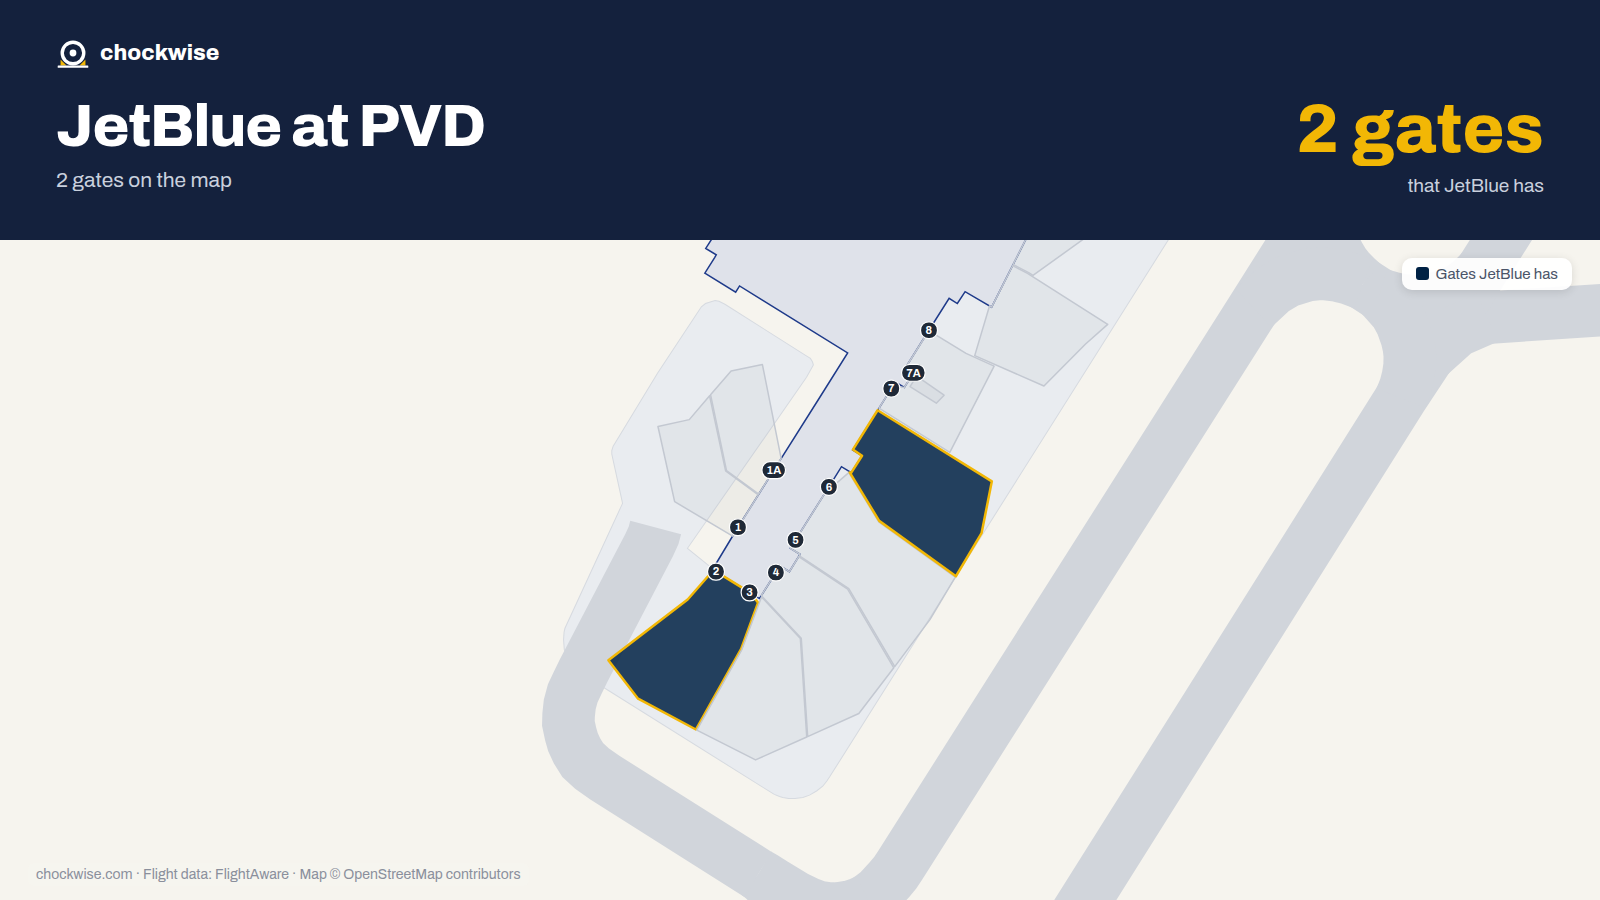 chockwise
JetBlue at PVD
2 gates on the map
2 gates
that JetBlue has
Gates JetBlue has
8
7A
7
1A
6
1
5
2
4
3
chockwise.com · Flight data: FlightAware · Map © OpenStreetMap contributors